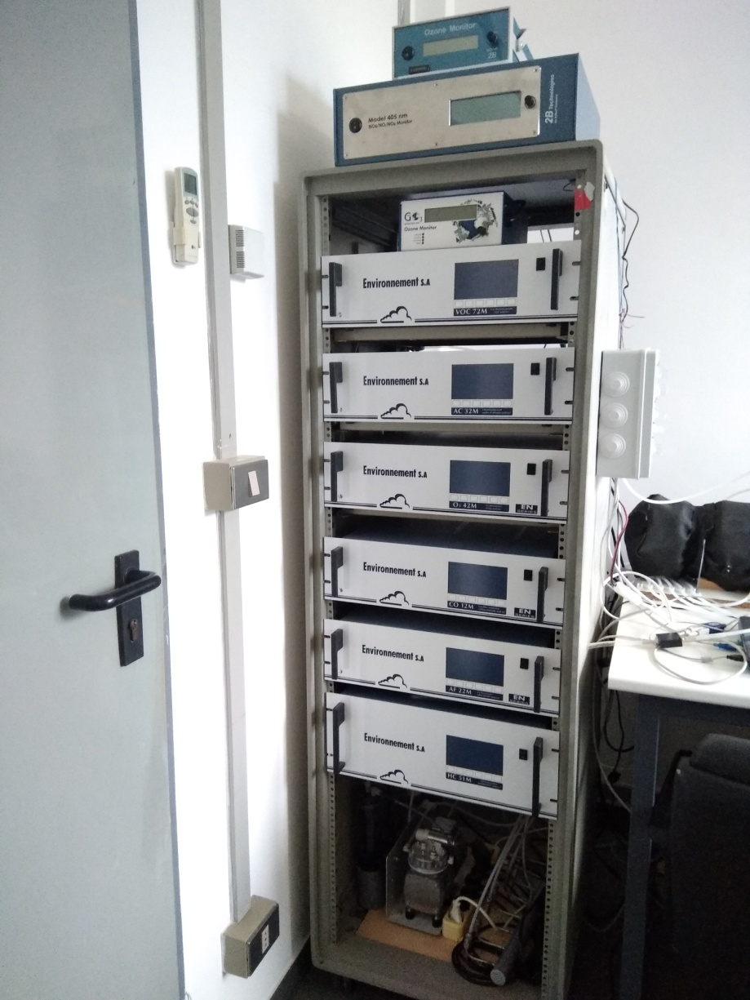 Ozone Monitor
2B
Model 405 nm
NO₂/NO/NOₓ Monitor
2B Technologies
GO₃
Ozone Monitor
Environnement S.A
VOC 72M
Environnement S.A
AC 32M
Environnement S.A
O₃ 42M
EN
Environnement S.A
CO 12M
EN
Environnement S.A
AF 22M
EN
Environnement S.A
HC 51M